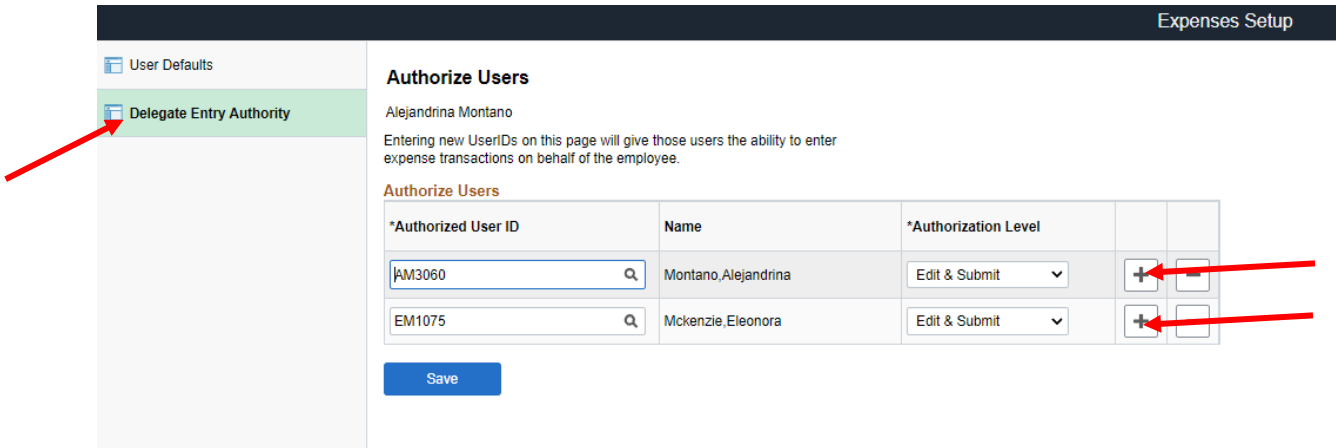 Expenses Setup
User Defaults
Delegate Entry Authority
Authorize Users
Alejandrina Montano
Entering new UserIDs on this page will give those users the ability to enter
expense transactions on behalf of the employee.
Authorize Users
*Authorized User ID Name *Authorization Level
AM3060 Montano,Alejandrina Edit & Submit + −
EM1075 Mckenzie,Eleonora Edit & Submit + −
Save